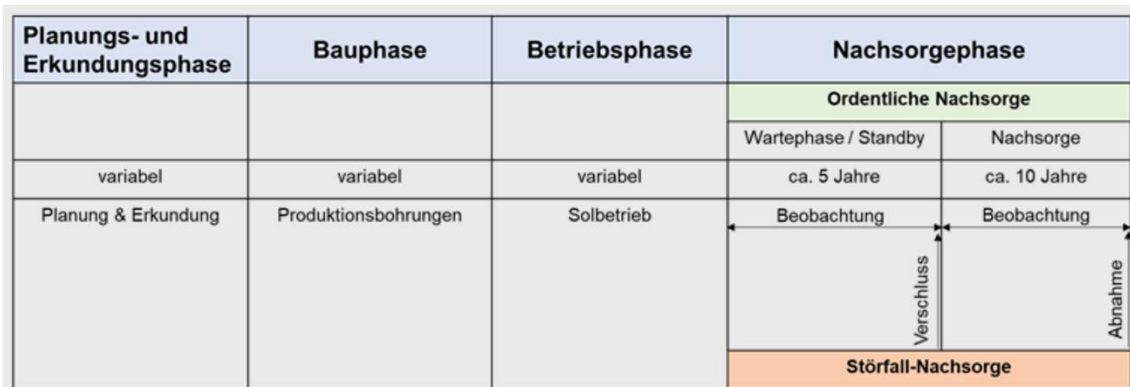 Planungs- und
Erkundungsphase
Bauphase
Betriebsphase
Nachsorgephase
Ordentliche Nachsorge
Wartephase / Standby
Nachsorge
variabel
variabel
variabel
ca. 5 Jahre
ca. 10 Jahre
Planung & Erkundung
Produktionsbohrungen
Solbetrieb
Beobachtung
Beobachtung
Verschluss
Abnahme
Störfall-Nachsorge